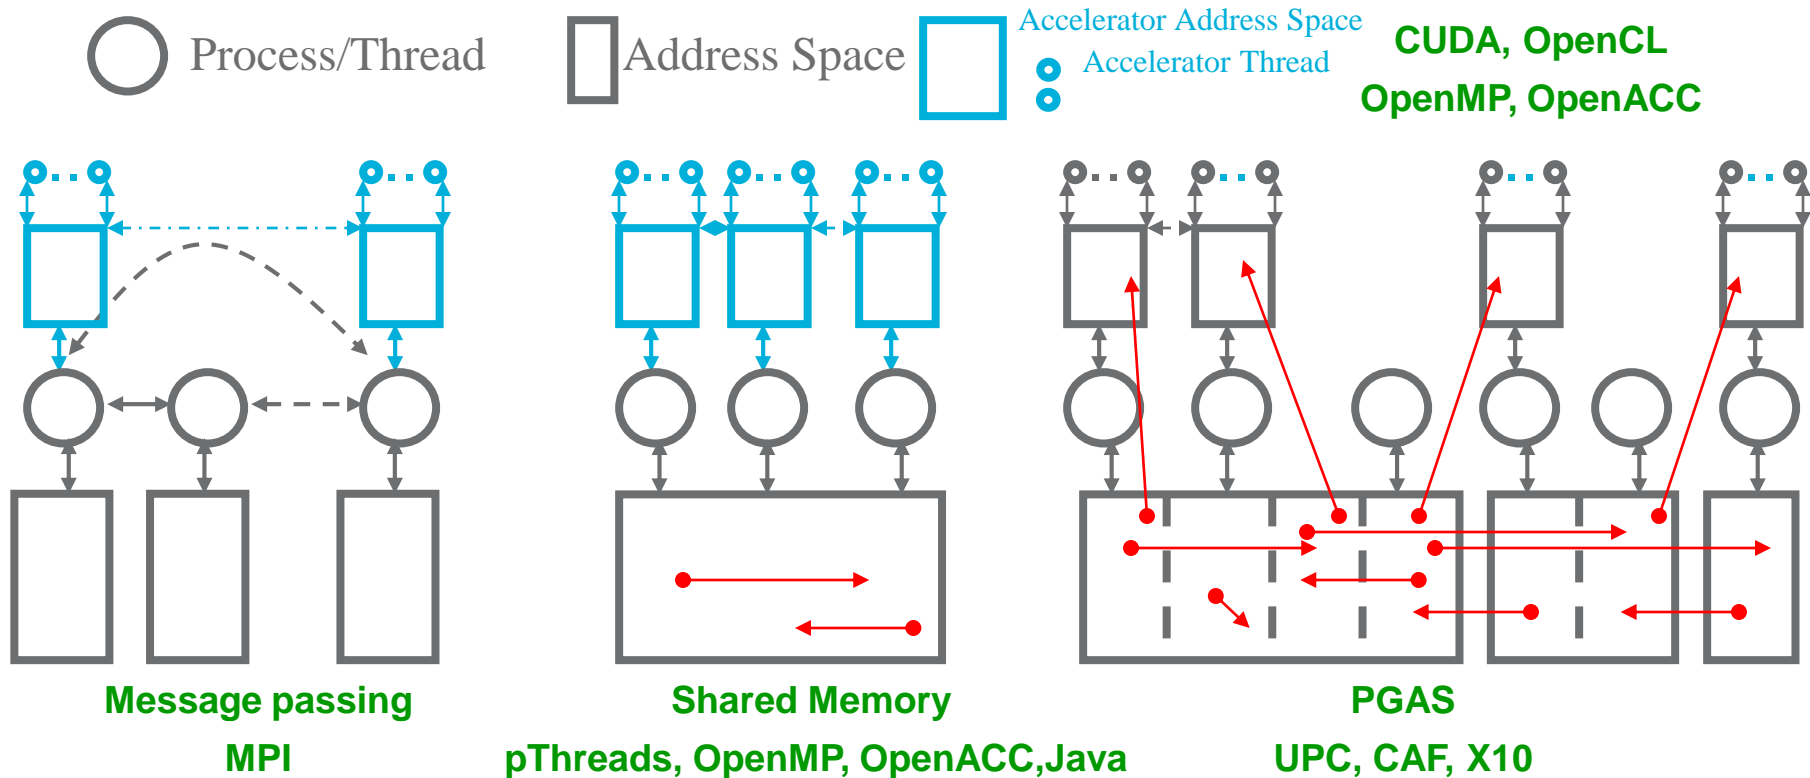 Process/Thread
Address Space
Accelerator Address Space
Accelerator Thread
CUDA, OpenCL
OpenMP, OpenACC
Message passing
MPI
Shared Memory
pThreads, OpenMP, OpenACC,Java
PGAS
UPC, CAF, X10